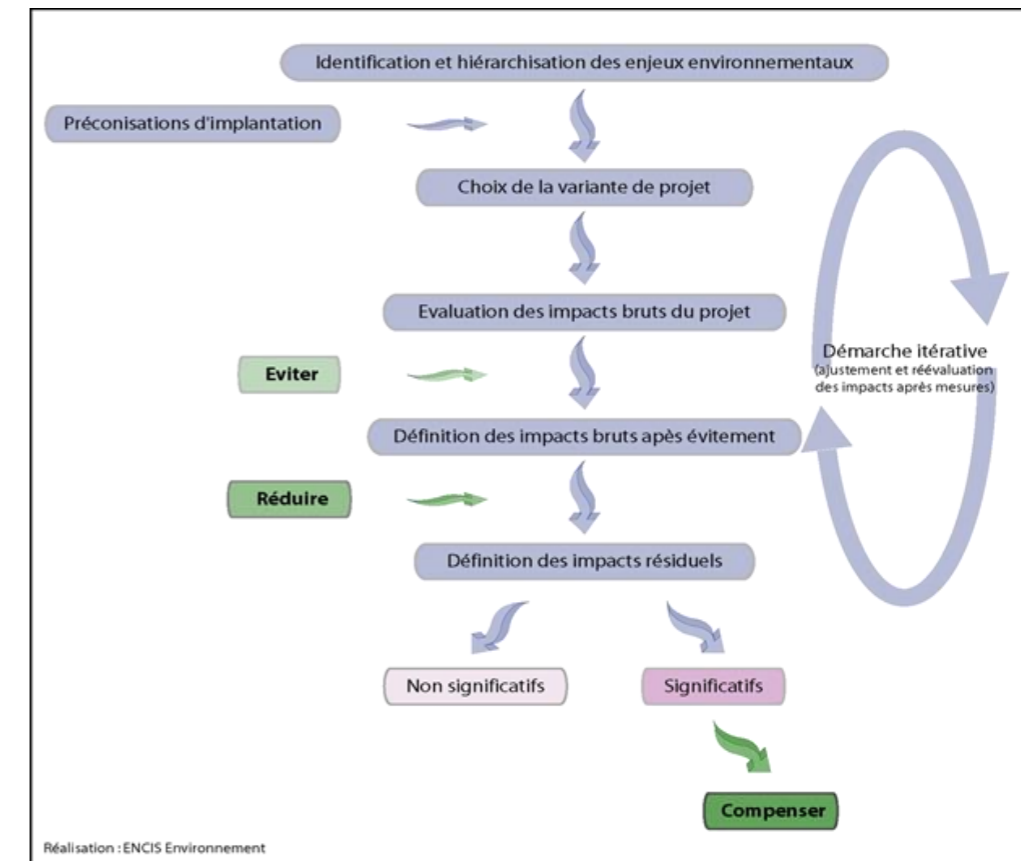 Identification et hiérarchisation des enjeux environnementaux
Préconisations d'implantation
Choix de la variante de projet
Evaluation des impacts bruts du projet
Démarche itérative
(ajustement et réévaluation
des impacts après mesures)
Eviter
Définition des impacts bruts apès évitement
Réduire
Définition des impacts résiduels
Non significatifs
Significatifs
Compenser
Réalisation : ENCIS Environnement